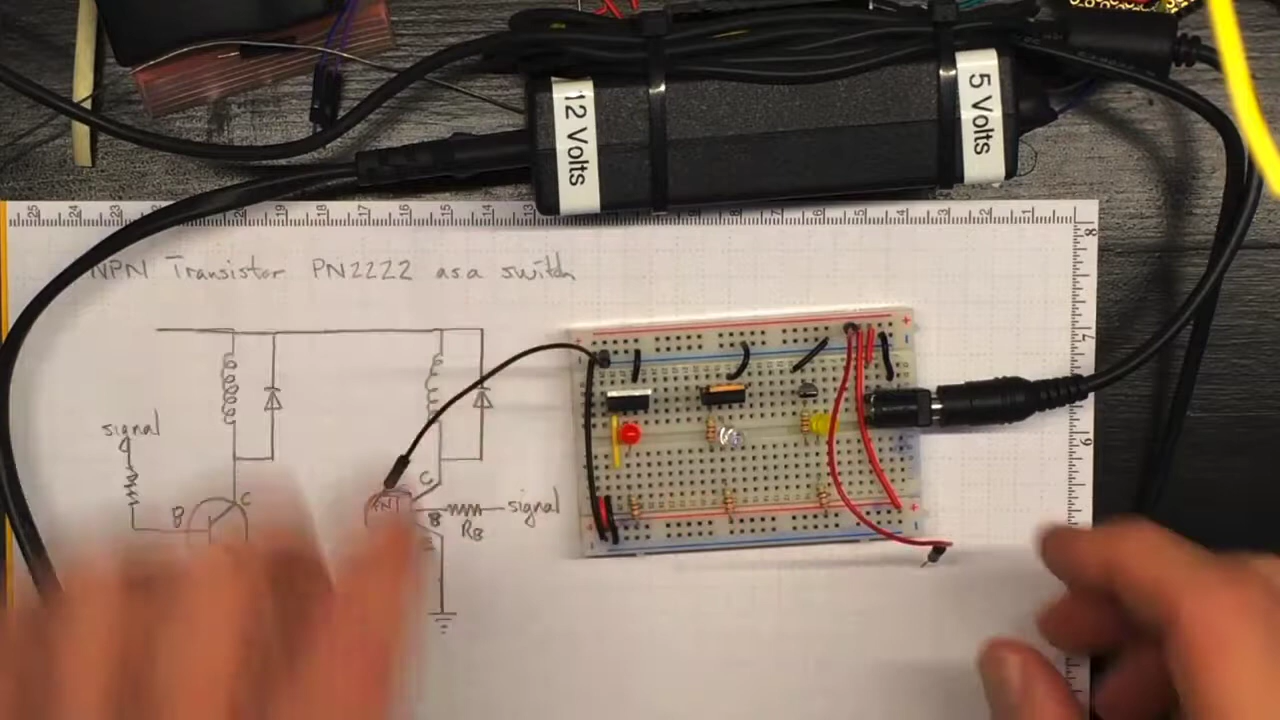 12 Volts
5 Volts
NPN Transistor PN2222 as a switch
signal
C
B
C
B
RB
signal